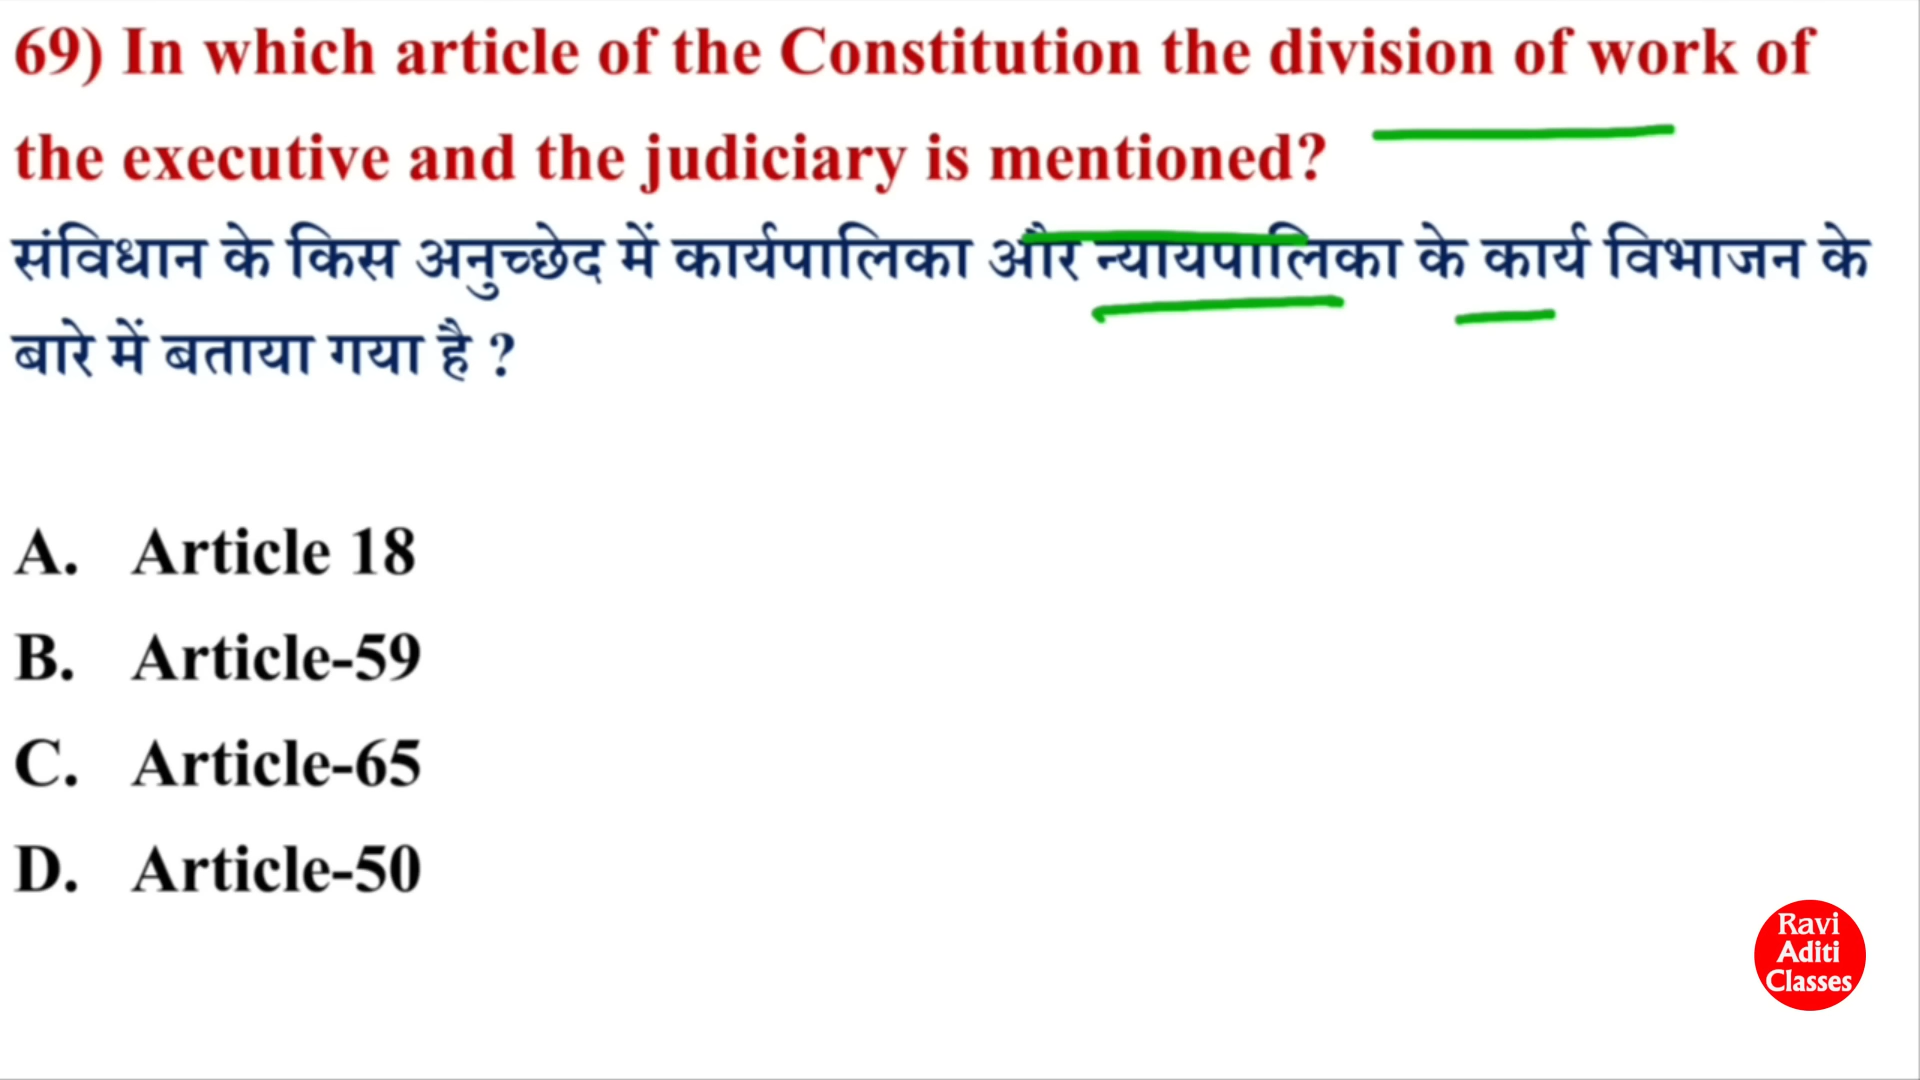 69) In which article of the Constitution the division of work of
the executive and the judiciary is mentioned?
संविधान के किस अनुच्छेद में कार्यपालिका और न्यायपालिका के कार्य विभाजन के
बारे में बताया गया है ?
A. Article 18
B. Article-59
C. Article-65
D. Article-50
Ravi
Aditi
Classes